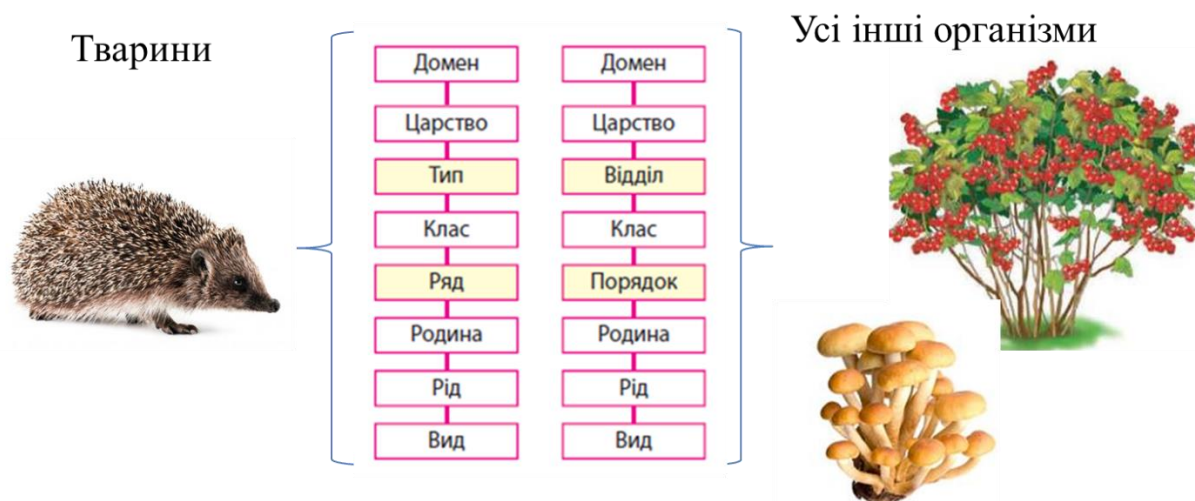 Тварини
Усі інші організми
Домен
Царство
Тип
Клас
Ряд
Родина
Рід
Вид
Домен
Царство
Відділ
Клас
Порядок
Родина
Рід
Вид